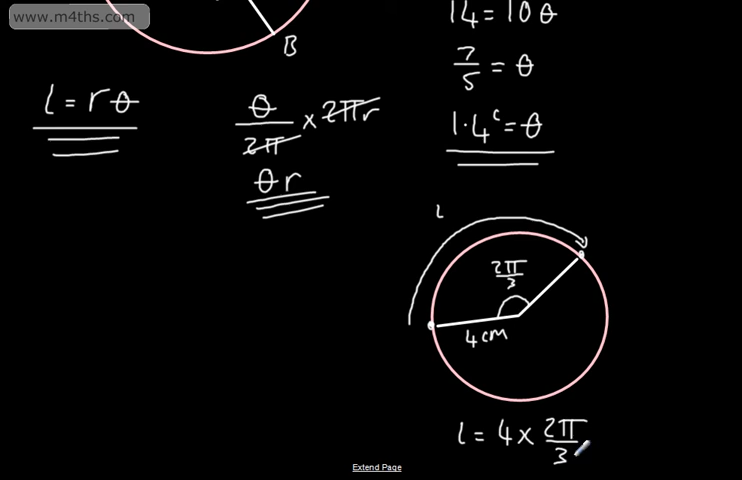 www.m4ths.com
B
l = rθ
θ/2π × 2πr
θr
14 = 10θ
7/5 = θ
1.4ᶜ = θ
l
2π/3
4cm
l = 4 × 2π/3
Extend Page